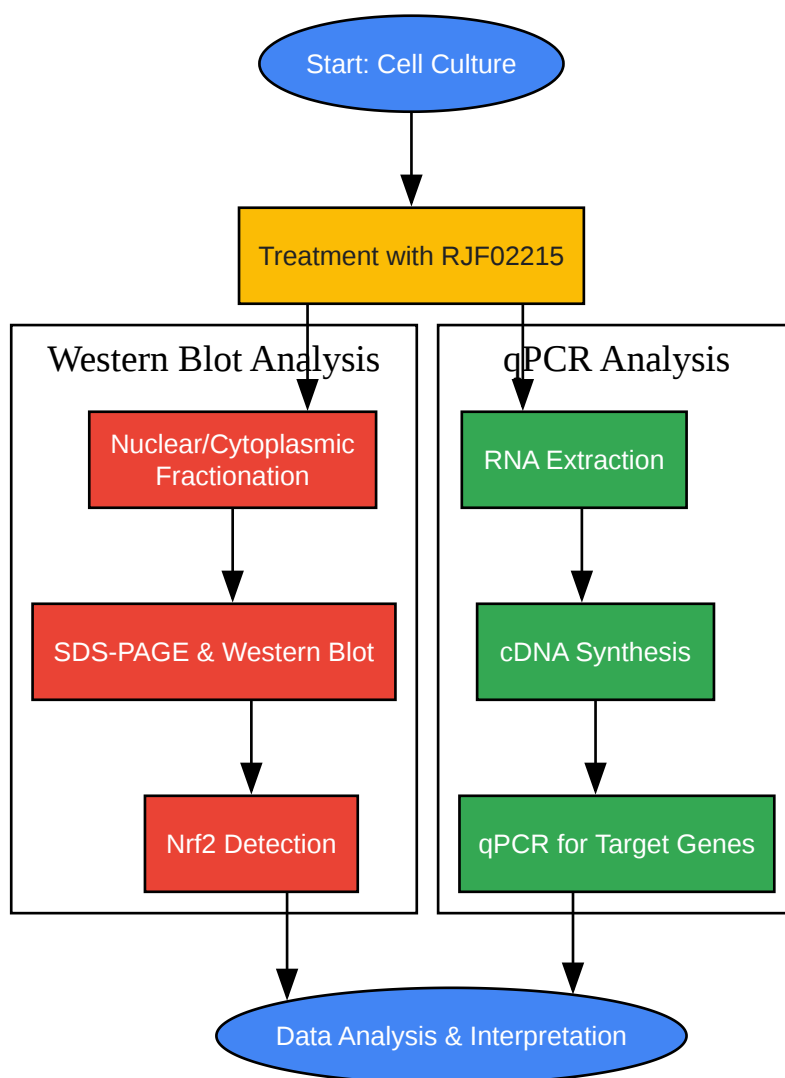 Start: Cell Culture
Treatment with RJF02215
Western Blot Analysis
Nuclear/Cytoplasmic
Fractionation
SDS-PAGE & Western Blot
Nrf2 Detection
qPCR Analysis
RNA Extraction
cDNA Synthesis
qPCR for Target Genes
Data Analysis & Interpretation